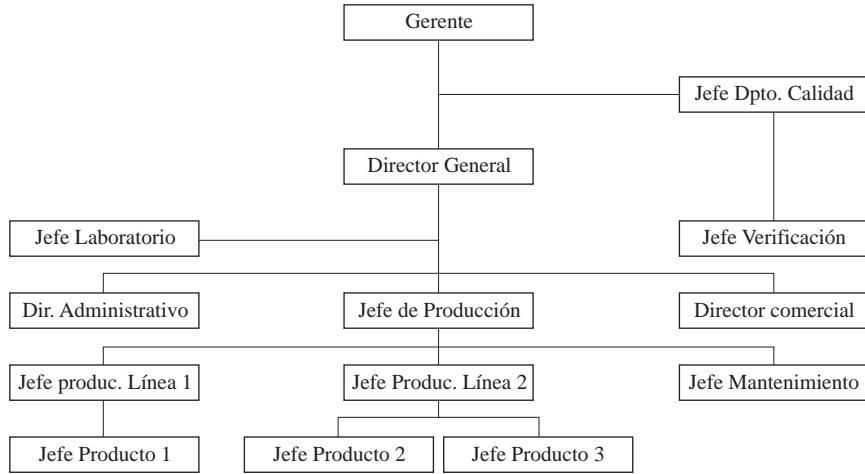 Gerente
Jefe Dpto. Calidad
Director General
Jefe Laboratorio
Jefe Verificación
Dir. Administrativo
Jefe de Producción
Director comercial
Jefe produc. Línea 1
Jefe Produc. Línea 2
Jefe Mantenimiento
Jefe Producto 1
Jefe Producto 2
Jefe Producto 3